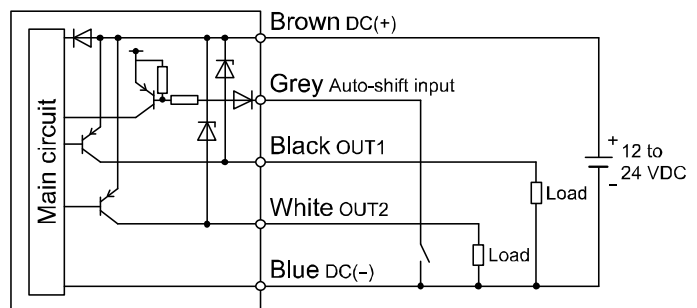 Main circuit
Brown DC(+)
Grey Auto-shift input
Black OUT1
White OUT2
Blue DC(−)
Load
Load
+
12 to
24 VDC
−